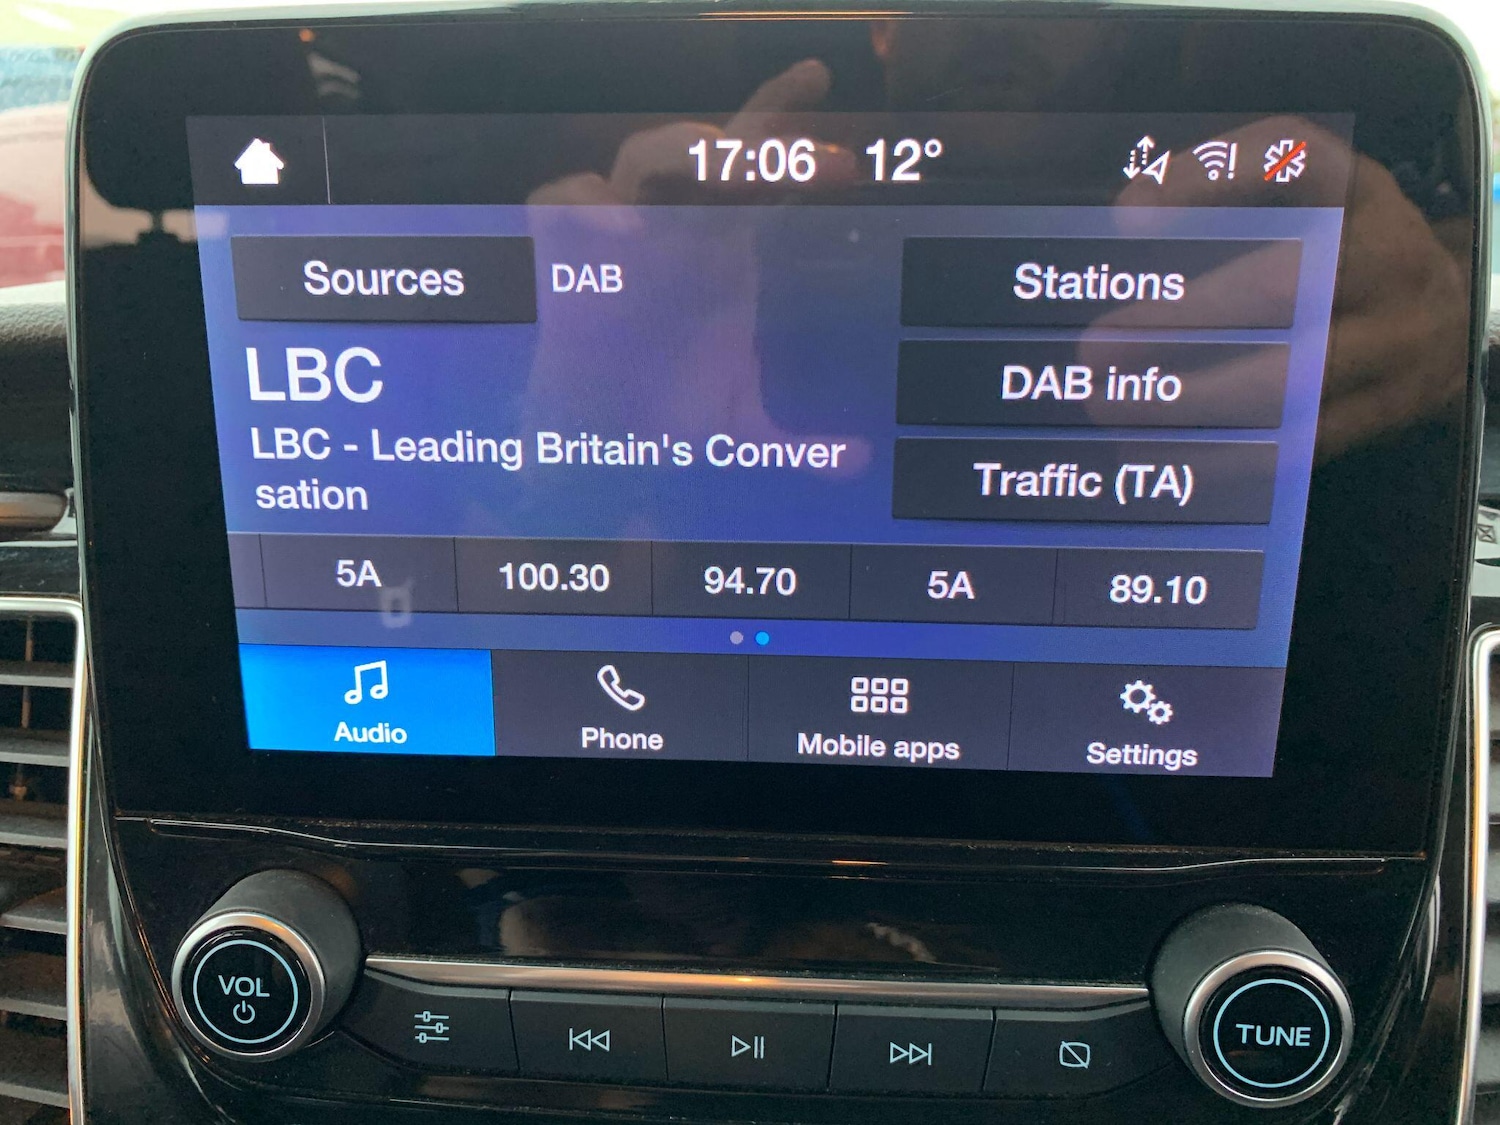 17:06 12°
Sources DAB Stations
LBC
DAB info
LBC - Leading Britain's Conver
sation
Traffic (TA)
5A 100.30 94.70 5A 89.10
Audio Phone Mobile apps Settings
VOL
TUNE